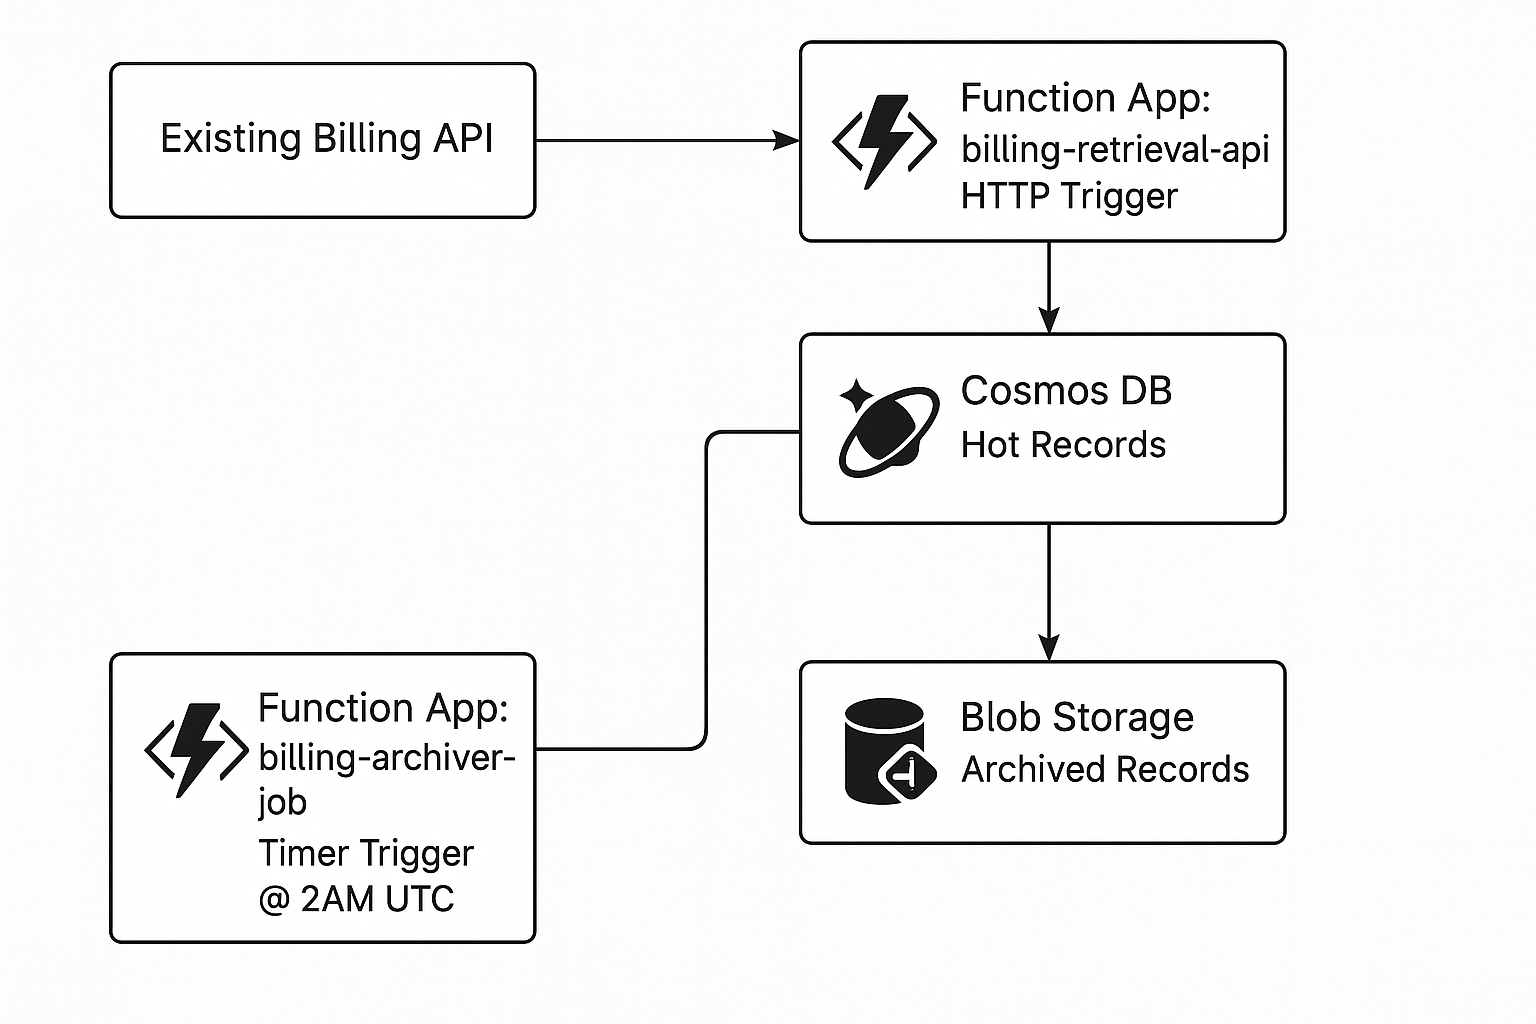 Existing Billing API
Function App:
billing-retrieval-api
HTTP Trigger
Cosmos DB
Hot Records
Function App:
billing-archiver-
job
Timer Trigger
@ 2AM UTC
Blob Storage
Archived Records